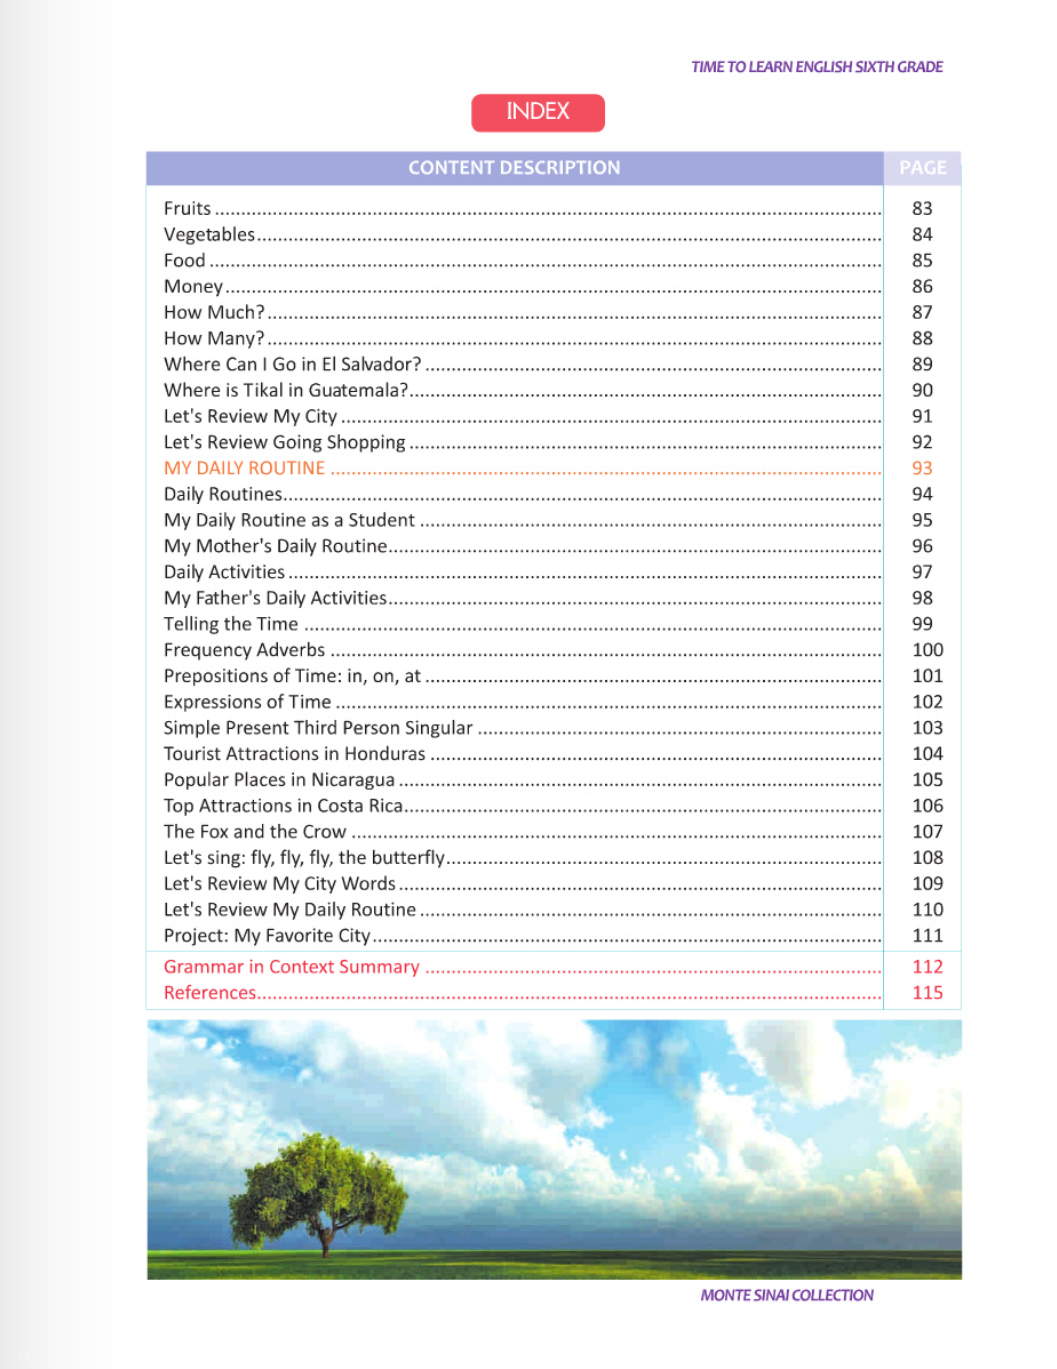 TIME TO LEARN ENGLISH SIXTH GRADE
INDEX
CONTENT DESCRIPTION PAGE
Fruits 83
Vegetables 84
Food 85
Money 86
How Much? 87
How Many? 88
Where Can I Go in El Salvador? 89
Where is Tikal in Guatemala? 90
Let's Review My City 91
Let's Review Going Shopping 92
MY DAILY ROUTINE 93
Daily Routines 94
My Daily Routine as a Student 95
My Mother's Daily Routine 96
Daily Activities 97
My Father's Daily Activities 98
Telling the Time 99
Frequency Adverbs 100
Prepositions of Time: in, on, at 101
Expressions of Time 102
Simple Present Third Person Singular 103
Tourist Attractions in Honduras 104
Popular Places in Nicaragua 105
Top Attractions in Costa Rica 106
The Fox and the Crow 107
Let's sing: fly, fly, fly, the butterfly 108
Let's Review My City Words 109
Let's Review My Daily Routine 110
Project: My Favorite City 111
Grammar in Context Summary 112
References 115
MONTE SINAI COLLECTION